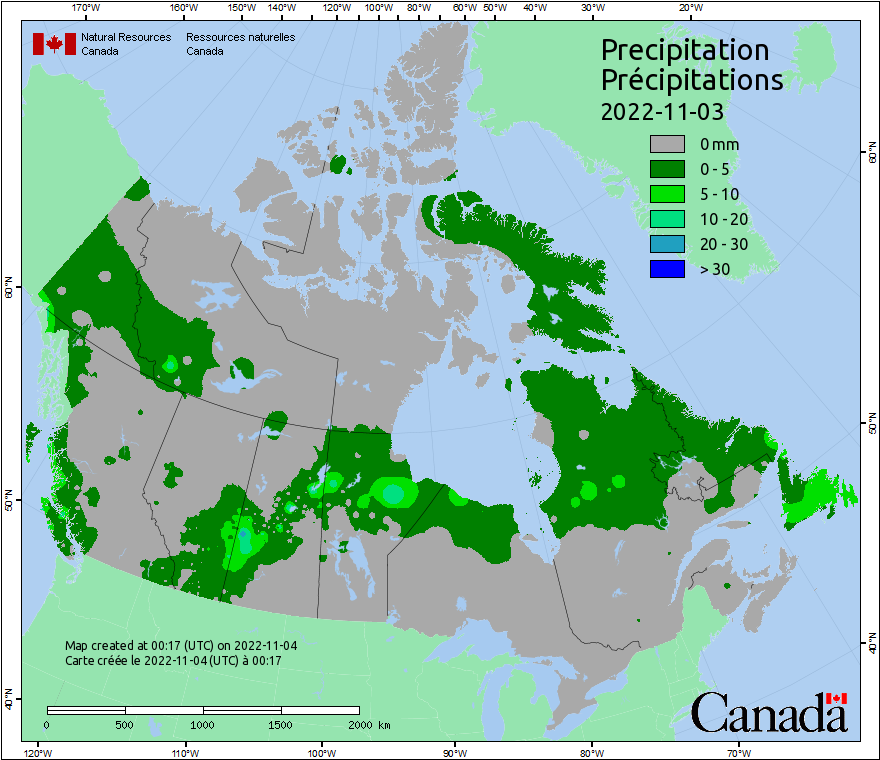 170°W 160°W 150°W 140°W 120°W 100°W 80°W 60°W 50°W 40°W 30°W 20°W
Natural Resources Ressources naturelles
Canada Canada
Precipitation
Précipitations
2022-11-03
0 mm
0 - 5
5 - 10
10 - 20
20 - 30
> 30
60°N
60°N
50°N
50°N
40°N
40°N
Map created at 00:17 (UTC) on 2022-11-04
Carte créée le 2022-11-04 (UTC) à 00:17
0 500 1000 1500 2000 km
Canada
120°W 110°W 100°W 90°W 80°W 70°W